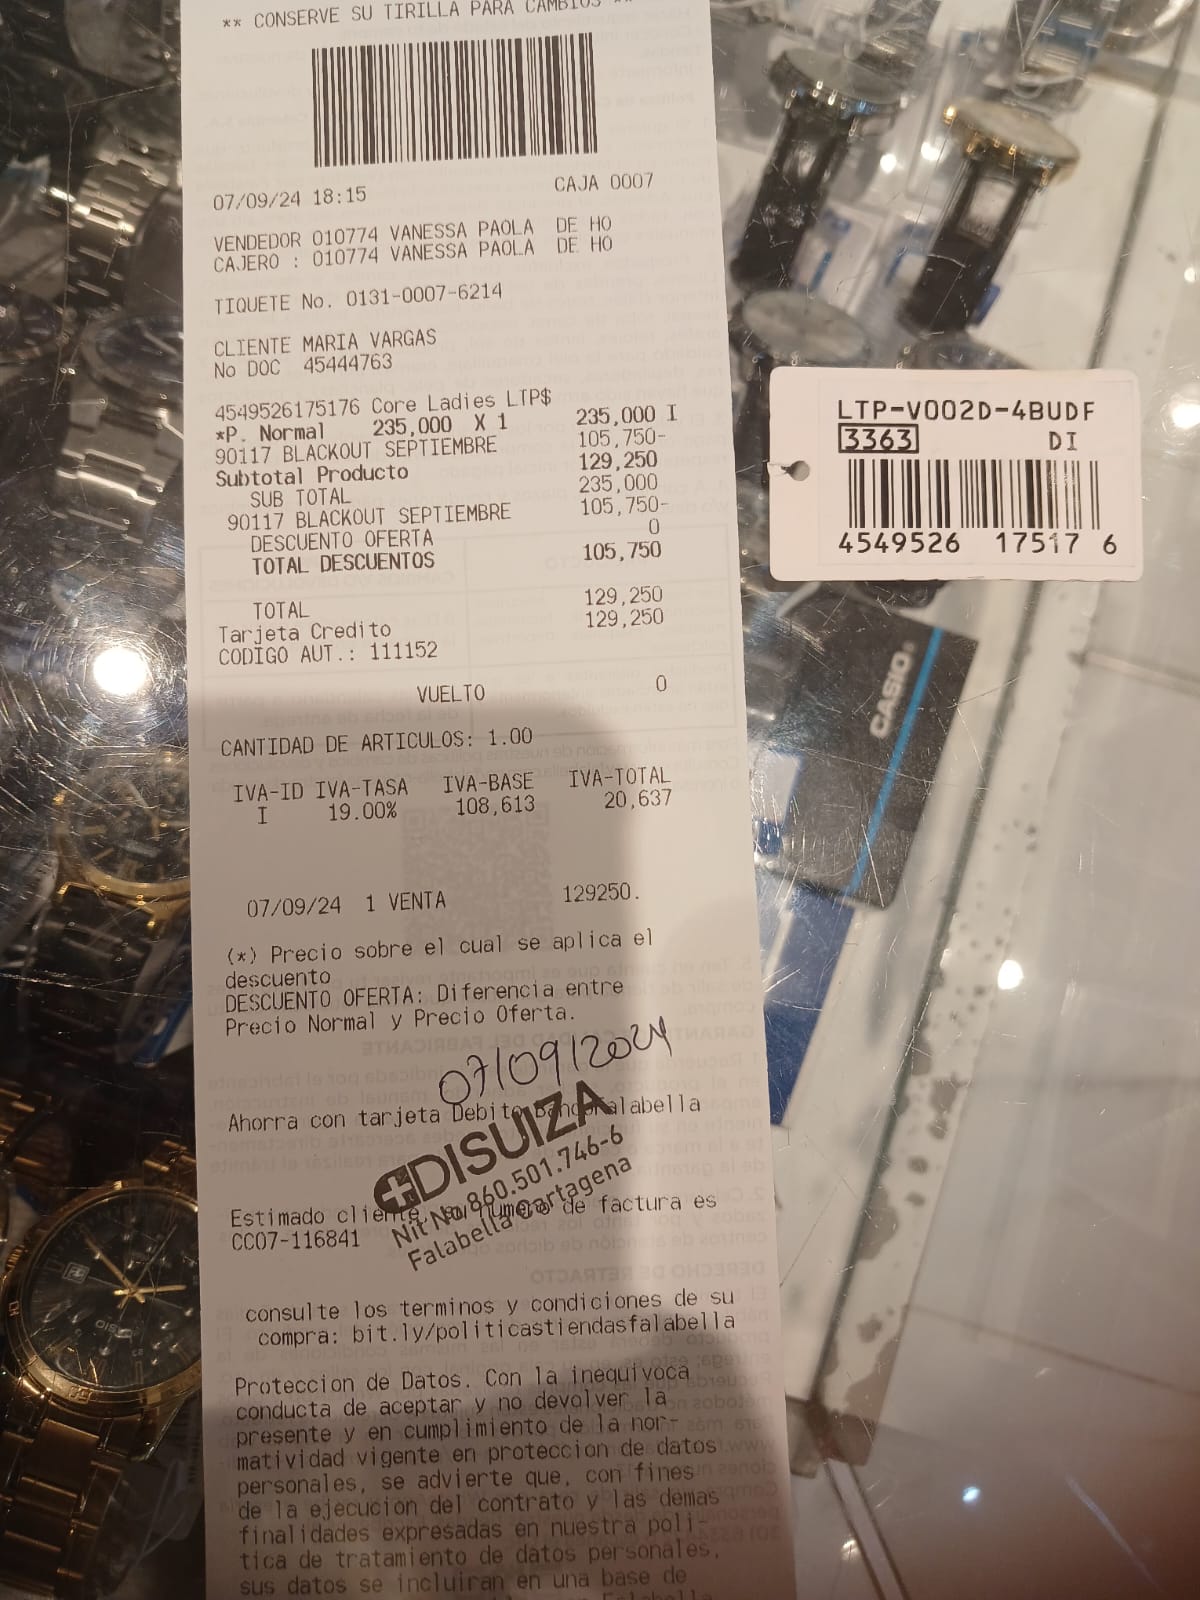 ** CONSERVE SU TIRILLA PARA CAMBIOS **
07/09/24 18:15 CAJA 0007
VENDEDOR 010774 VANESSA PAOLA DE HO
CAJERO : 010774 VANESSA PAOLA DE HO
TIQUETE No. 0131-0007-6214
CLIENTE MARIA VARGAS
No DOC 45444763
4549526175176 Core Ladies LTP$
*P. Normal 235,000 X 1 235,000 I
90117 BLACKOUT SEPTIEMBRE 105,750-
Subtotal Producto 129,250
SUB TOTAL 235,000
90117 BLACKOUT SEPTIEMBRE 105,750-
DESCUENTO OFERTA 0
TOTAL DESCUENTOS 105,750
TOTAL 129,250
Tarjeta Credito 129,250
CODIGO AUT.: 111152
VUELTO 0
CANTIDAD DE ARTICULOS: 1.00
IVA-ID IVA-TASA IVA-BASE IVA-TOTAL
I 19.00% 108,613 20,637
07/09/24 1 VENTA 129250.
(*) Precio sobre el cual se aplica el
descuento
DESCUENTO OFERTA: Diferencia entre
Precio Normal y Precio Oferta.
07/09/2024
Ahorra con tarjeta Debito Banco Falabella
DISUIZA
Nit No. 860.501.746-6
Falabella Cartagena
Estimado cliente, su numero de factura es
CC07-116841
consulte los terminos y condiciones de su
compra: bit.ly/politicastiendasfalabella
Proteccion de Datos. Con la inequivoca
conducta de aceptar y no devolver la
presente y en cumplimiento de la nor-
matividad vigente en proteccion de datos
personales, se advierte que, con fines
de la ejecucion del contrato y las demas
finalidades expresadas en nuestra poli-
tica de tratamiento de datos personales,
sus datos se incluiran en una base de
LTP-V002D-4BUDF
3363 DI
4549526 17517 6
CASIO